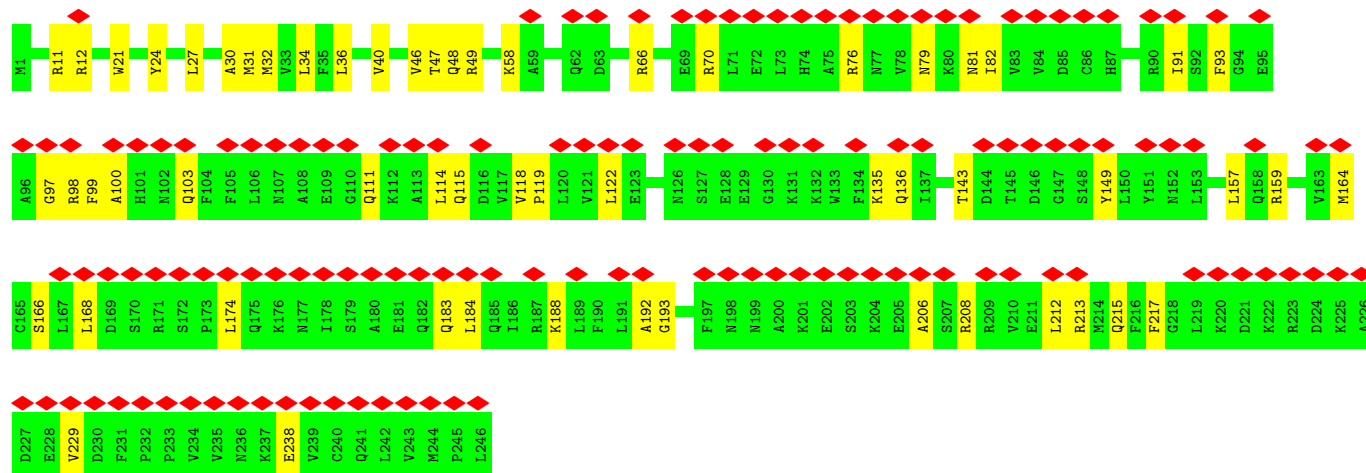 M1 R11 R12 W21 Y24 L27 A30 M31 M32 V33 L34 F35 L36 V40 V46 T47 Q48 R49 K58 A59 Q62 D63 R66 E69 R70 L71 E72 L73 H74 A75 R76 N77 V78 N79 K80 N81 I82 V83 V84 D85 C86 H87 R90 I91 S92 F93 G94 E95
A96 G97 R98 F99 A100 H101 N102 Q103 F104 F105 L106 N107 A108 E109 G110 Q111 K112 A113 L114 Q115 D116 V117 V118 P119 L120 V121 L122 E123 N126 S127 E128 E129 G130 K131 K132 W133 F134 K135 Q136 I137 T143 D144 T145 D146 G147 S148 Y149 L150 Y151 N152 L153 L157 Q158 R159 V163 M164
C165 S166 L167 L168 D169 S170 R171 S172 P173 L174 Q175 K176 N177 I178 S179 A180 E181 Q182 Q183 L184 Q185 I186 R187 K188 L189 F190 L191 A192 G193 F197 N198 N199 A200 K201 E202 S203 K204 E205 A206 S207 R208 R209 V210 E211 L212 R213 M214 Q215 F216 F217 G218 L219 K220 D221 K222 R223 D224 K225 A226
D227 E228 V229 D230 F231 P232 P233 V234 V235 N236 K237 E238 V239 C240 Q241 L242 V243 M244 P245 L246